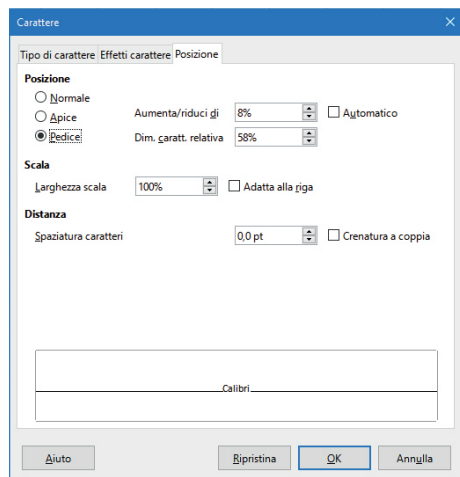 Carattere
Tipo di carattere Effetti carattere Posizione
Posizione
Normale
Apice Aumenta/riduci di 8% Automatico
Pedice Dim. caratt. relativa 58%
Scala
Larghezza scala 100% Adatta alla riga
Distanza
Spaziatura caratteri 0,0 pt Crenatura a coppia
Calibri
Aiuto Ripristina OK Annulla